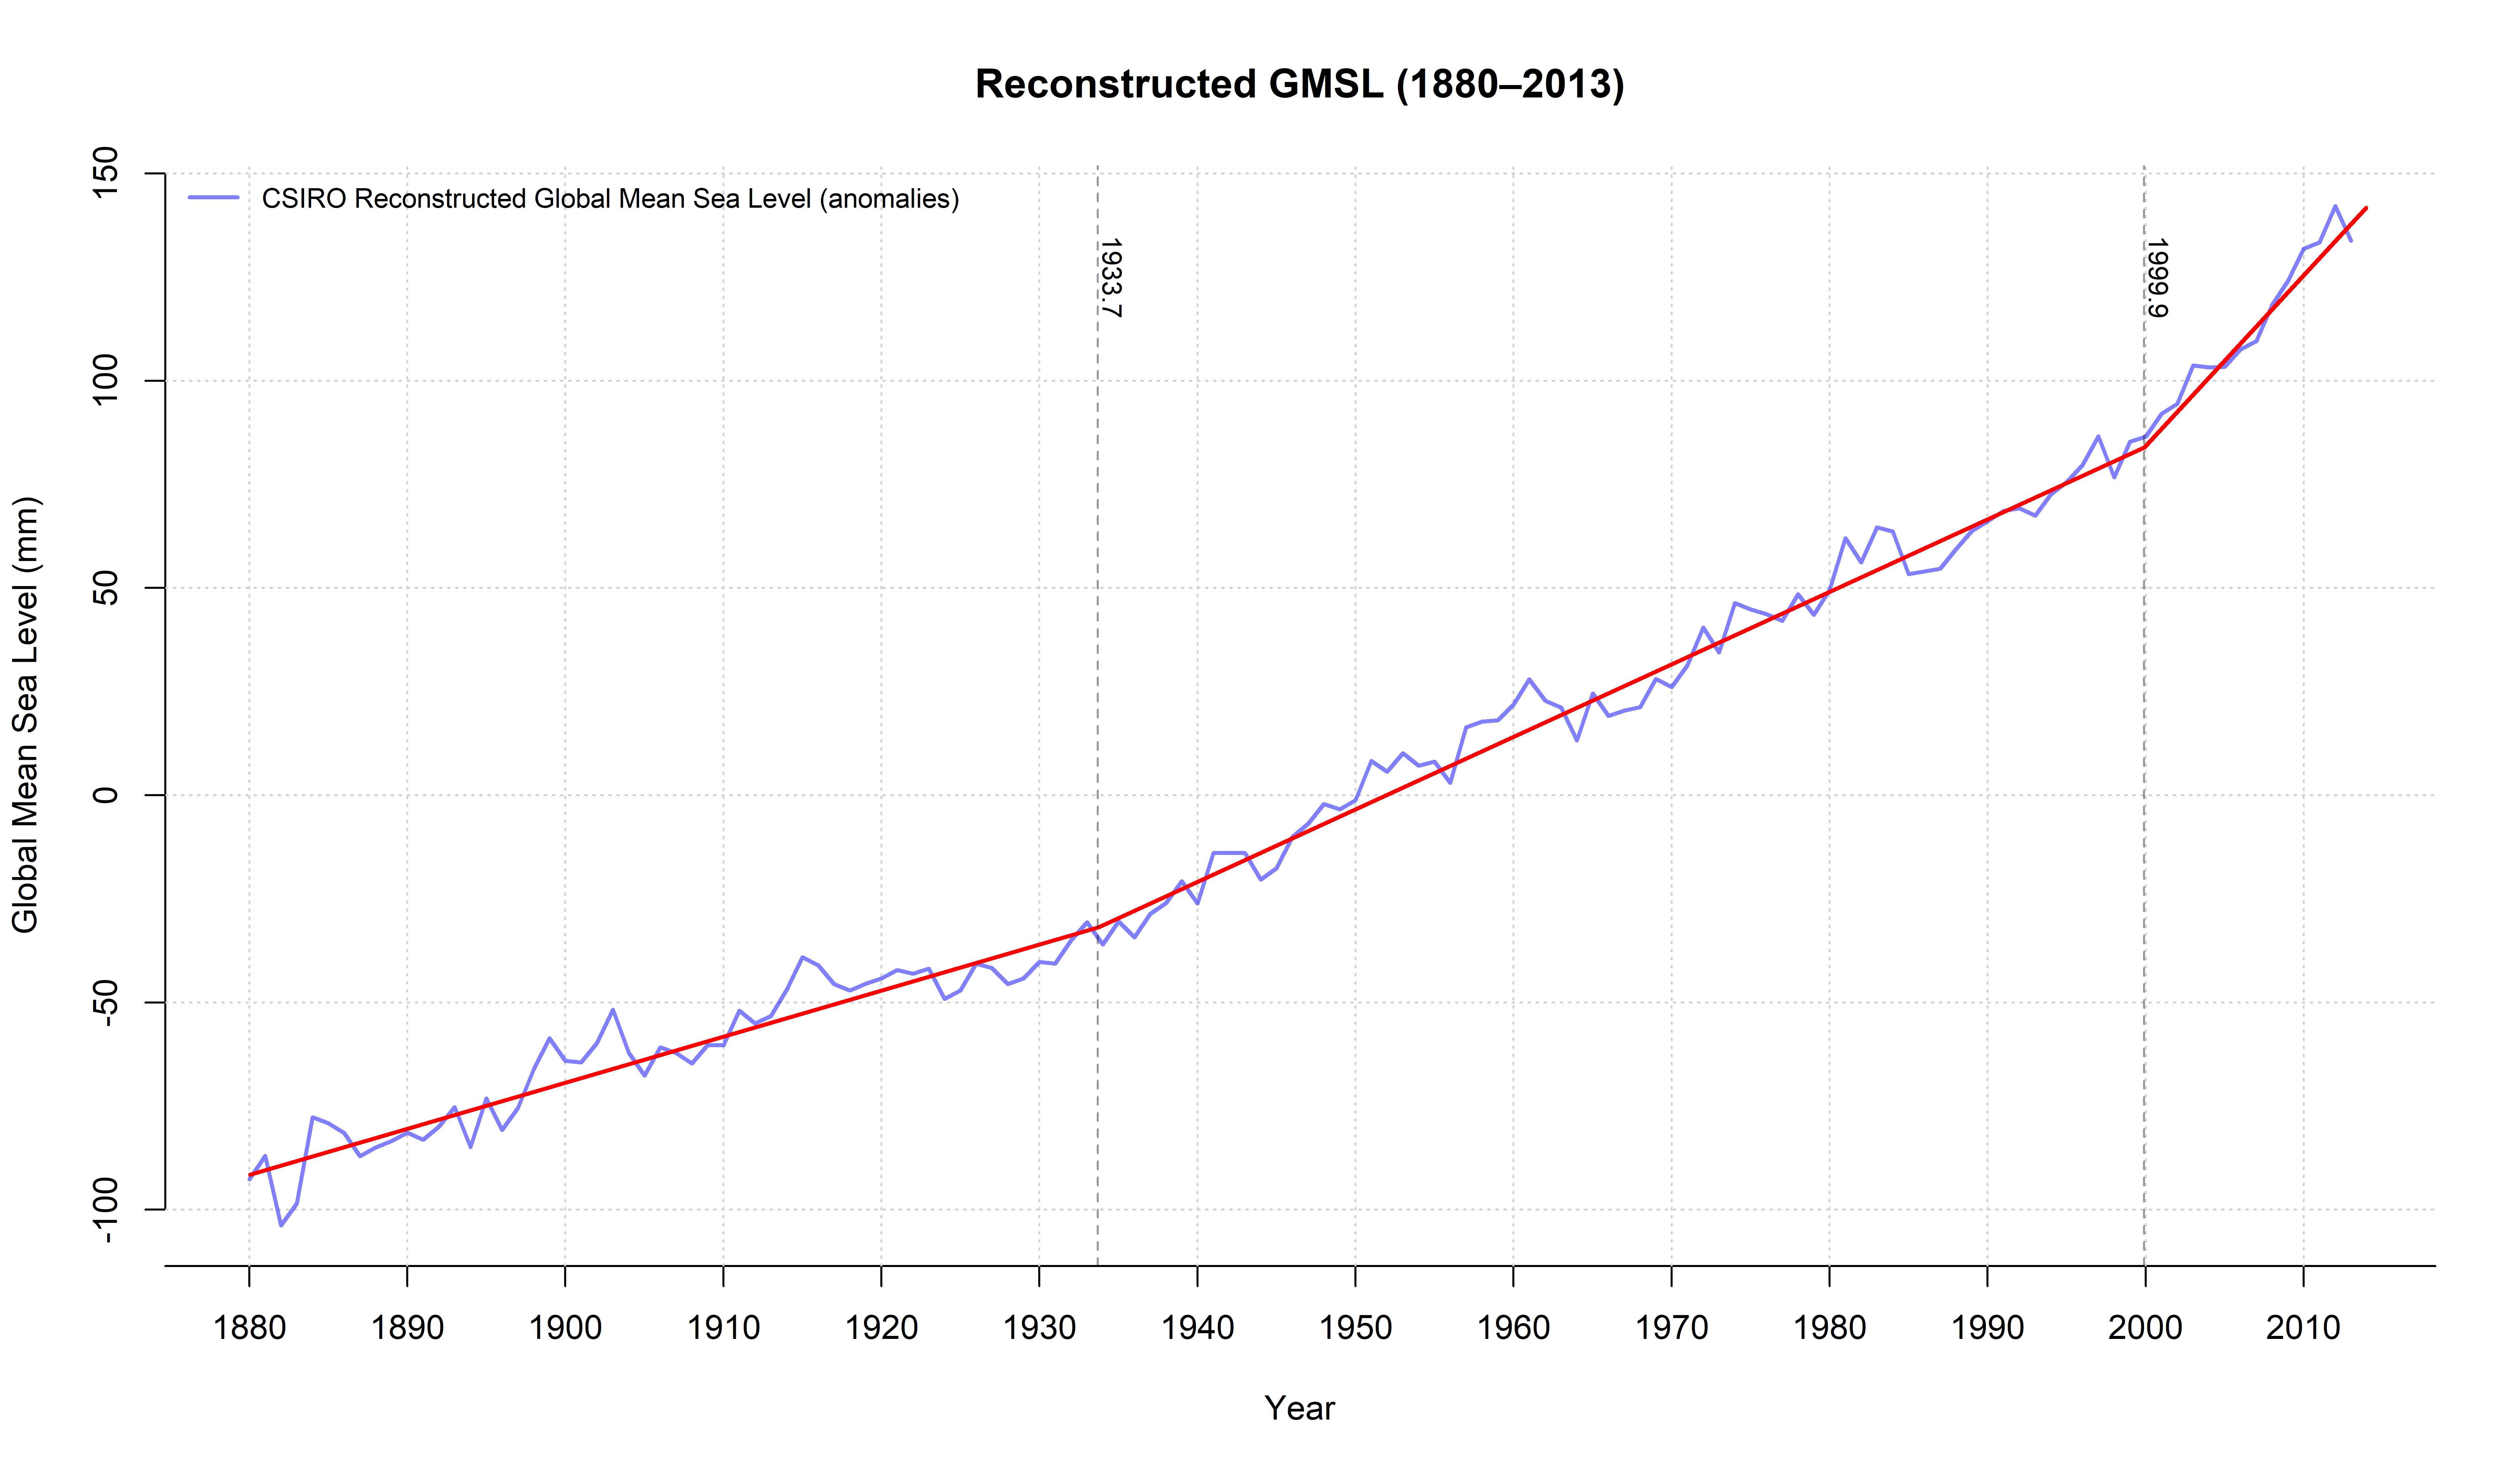 Reconstructed GMSL (1880–2013)
CSIRO Reconstructed Global Mean Sea Level (anomalies)
1933.7
1999.9
Global Mean Sea Level (mm)
150
100
50
0
-50
-100
1880 1890 1900 1910 1920 1930 1940 1950 1960 1970 1980 1990 2000 2010
Year